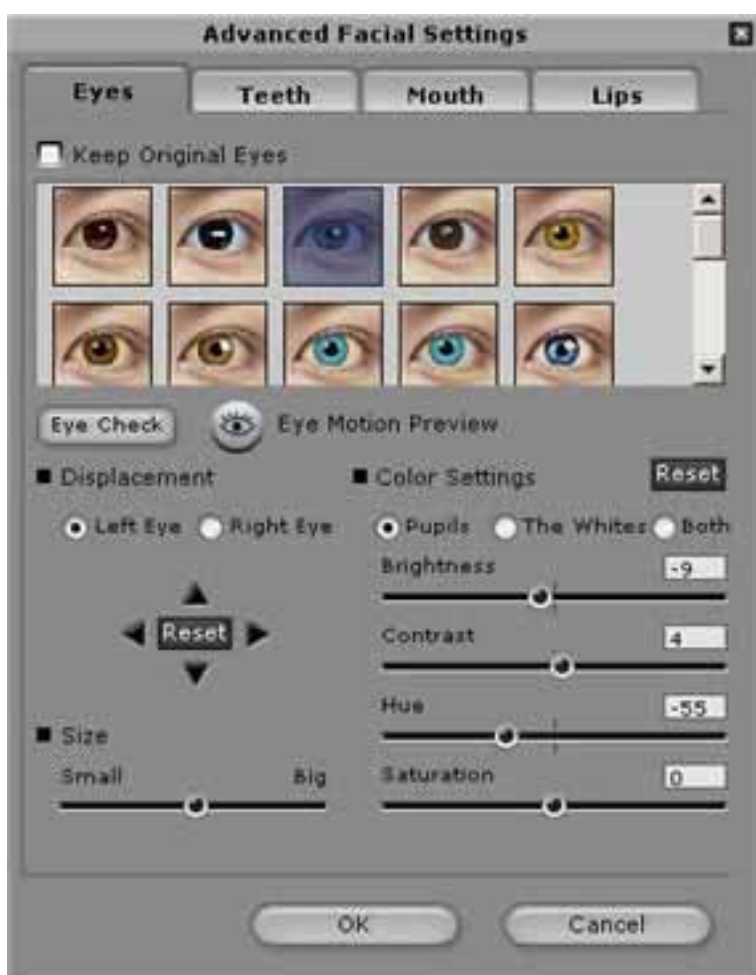 Advanced Facial Settings
Eyes Teeth Mouth Lips
Keep Original Eyes
Eye Check Eye Motion Preview
Displacement
Left Eye Right Eye
Reset
Size
Small Big
Color Settings Reset
Pupils The Whites Both
Brightness -9
Contrast 4
Hue -55
Saturation 0
OK Cancel